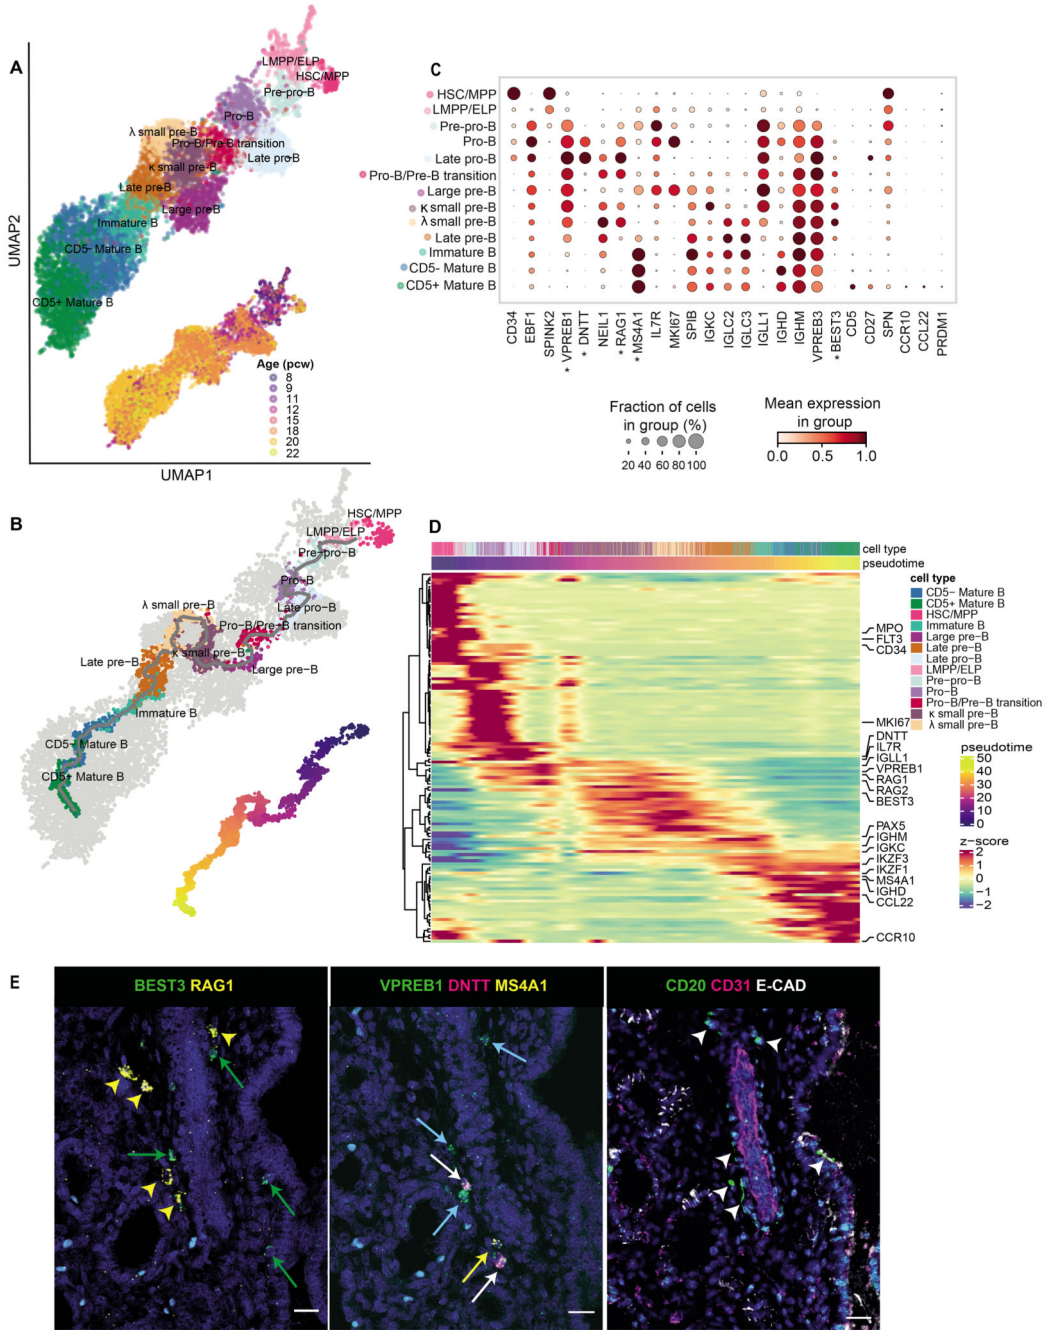 A
LMPP/ELP
HSC/MPP
Pre-pro-B
Pro-B
λ small pre-B
Pro-B/Pre-B transition
Late pro-B
κ small pre-B
Late pre-B
Large pre-B
Immature B
CD5- Mature B
CD5+ Mature B
Age (pcw)
8
9
11
12
15
18
20
22
UMAP2
UMAP1
C
HSC/MPP
LMPP/ELP
Pre-pro-B
Pro-B
Late pro-B
Pro-B/Pre-B transition
Large pre-B
κ small pre-B
λ small pre-B
Late pre-B
Immature B
CD5- Mature B
CD5+ Mature B
CD34
EBF1
SPINK2
* VPREB1
* DNTT
NEIL1
* RAG1
* MS4A1
IL7R
MKI67
SPIB
IGKC
IGLC2
IGLC3
IGLL1
IGHD
IGHM
VPREB3
* BEST3
CD5
CD27
SPN
CCR10
CCL22
PRDM1
Fraction of cells
in group (%)
20 40 60 80 100
Mean expression
in group
0.0 0.5 1.0
B
HSC/MPP
LMPP/ELP
Pre-pro-B
Pro-B
Late pro-B
λ small pre-B
Pro-B/Pre-B transition
κ small pre-B
Late pre-B
Large pre-B
Immature B
CD5- Mature B
CD5+ Mature B
D
cell type
pseudotime
MPO
FLT3
CD34
MKI67
DNTT
IL7R
IGLL1
VPREB1
RAG1
RAG2
BEST3
PAX5
IGHM
IGKC
IKZF3
IKZF1
MS4A1
IGHD
CCL22
CCR10
cell type
CD5- Mature B
CD5+ Mature B
HSC/MPP
Immature B
Large pre-B
Late pre-B
Late pro-B
LMPP/ELP
Pre-pro-B
Pro-B
Pro-B/Pre-B transition
κ small pre-B
λ small pre-B
pseudotime
50
40
30
20
10
0
z-score
2
1
0
-1
-2
E
BEST3 RAG1
VPREB1 DNTT MS4A1
CD20 CD31 E-CAD